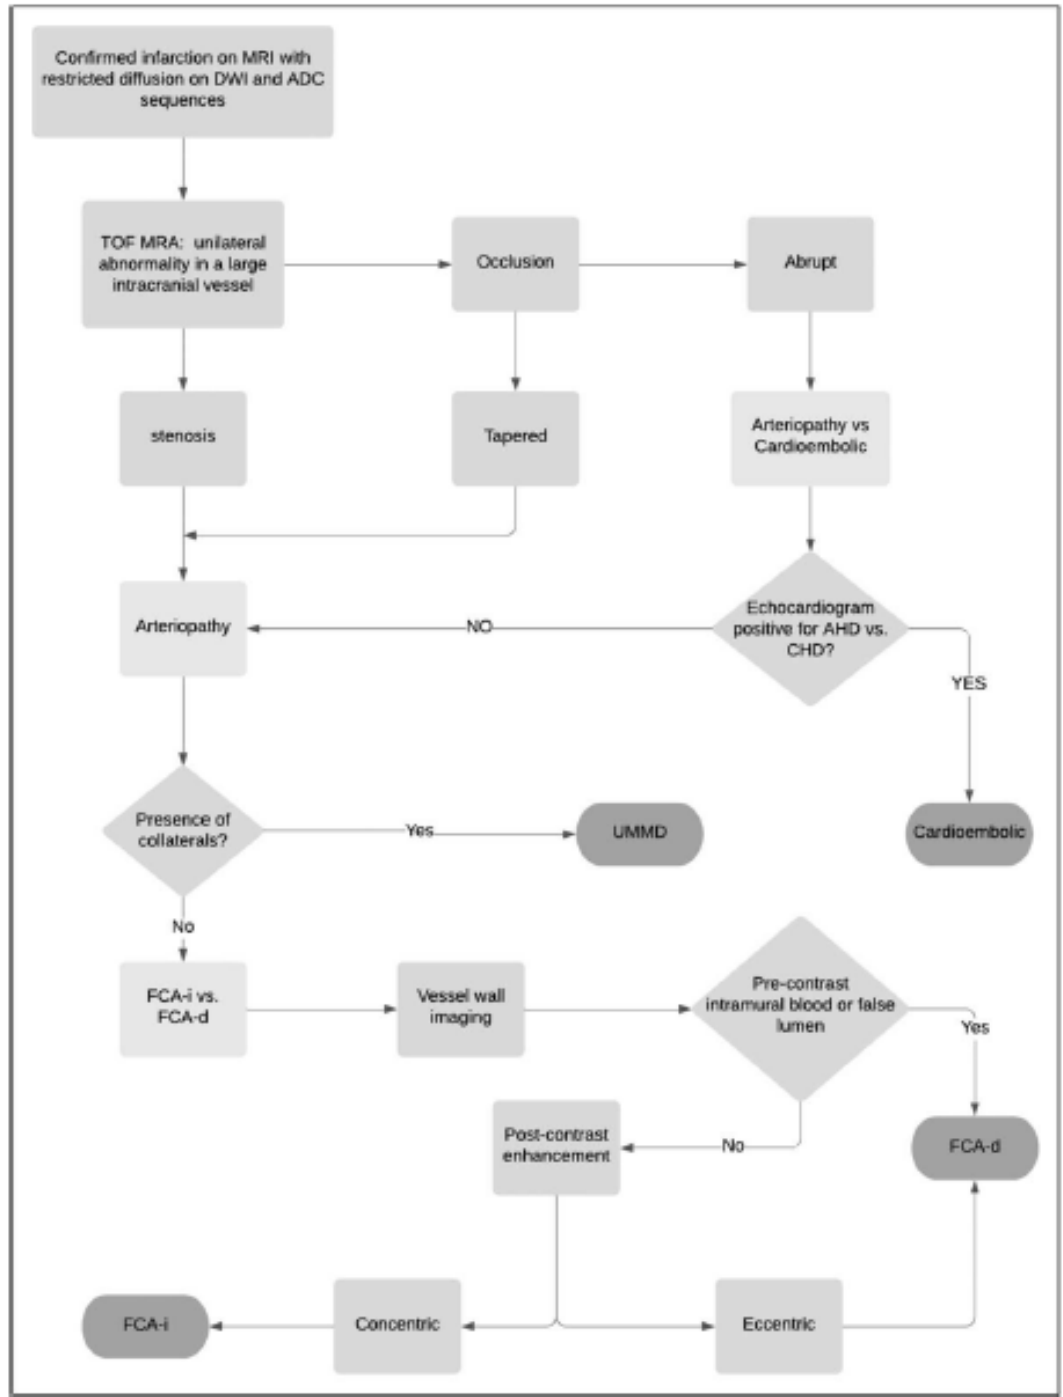 Confirmed infarction on MRI with
restricted diffusion on DWI and ADC
sequences
TOF MRA: unilateral
abnormality in a large
intracranial vessel
Occlusion
Abrupt
stenosis
Tapered
Arteriopathy vs
Cardioembolic
Arteriopathy
NO
Echocardiogram
positive for AHD vs.
CHD?
YES
Presence of
collaterals?
Yes
UMMD
Cardioembolic
No
FCA-i vs.
FCA-d
Vessel wall
imaging
Pre-contrast
intramural blood or false
lumen
Yes
Post-contrast
enhancement
No
FCA-d
FCA-i
Concentric
Eccentric